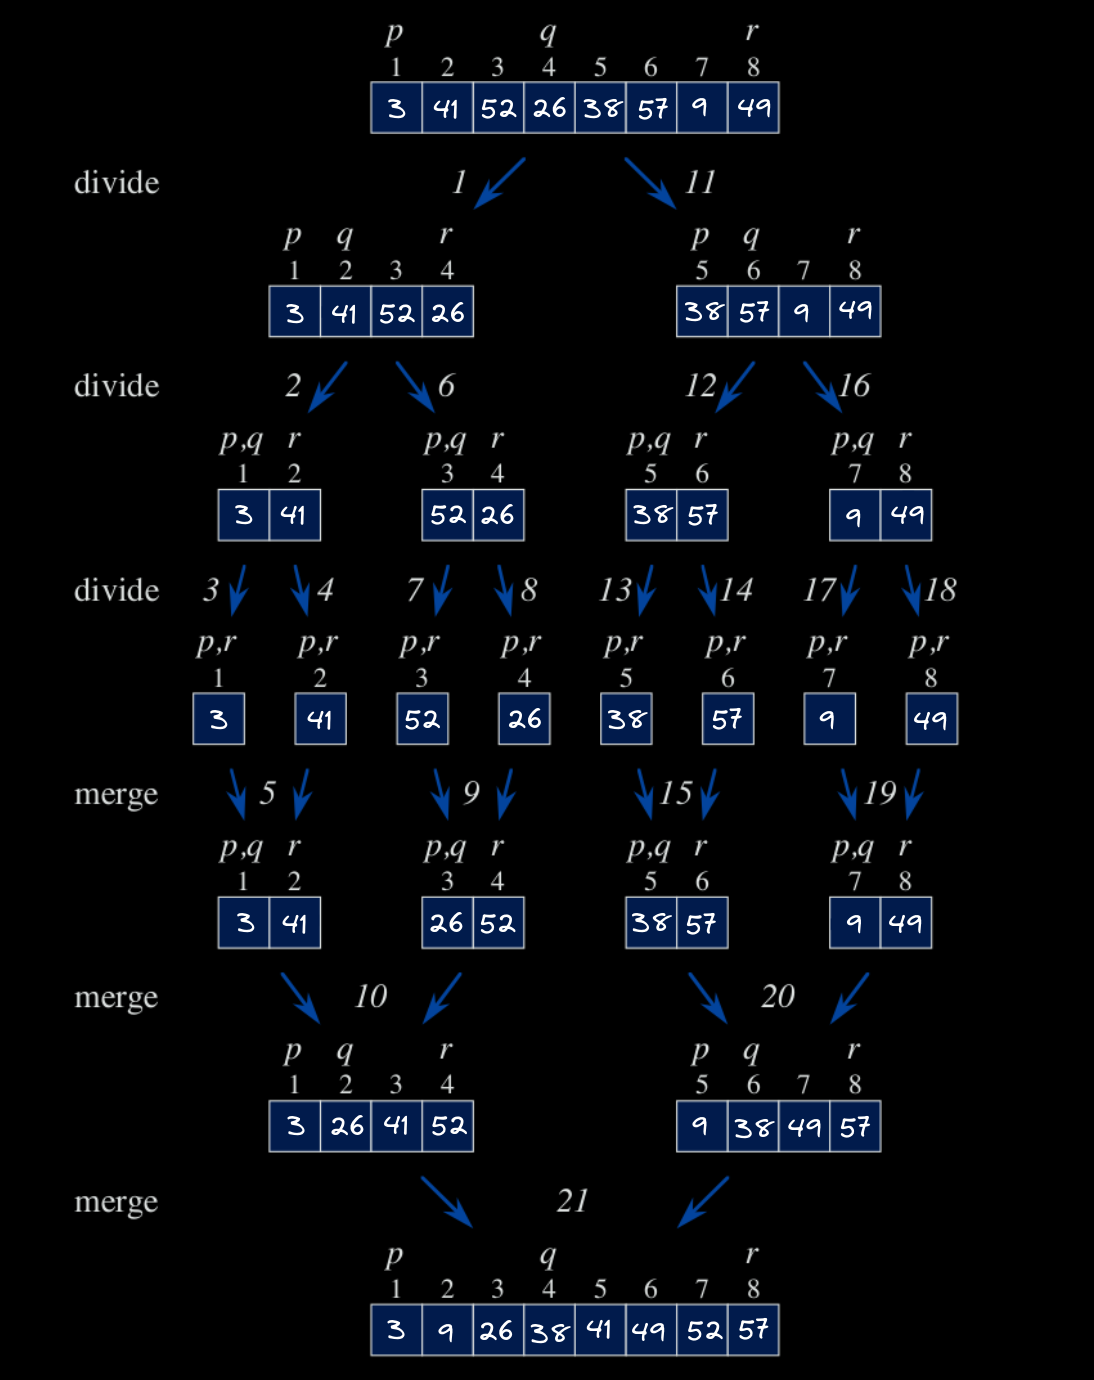 p q r
1 2 3 4 5 6 7 8
3 41 52 26 38 57 9 49
divide 1 11
p q r p q r
1 2 3 4 5 6 7 8
3 41 52 26 38 57 9 49
divide 2 6 12 16
p,q r p,q r p,q r p,q r
1 2 3 4 5 6 7 8
3 41 52 26 38 57 9 49
divide 3 4 7 8 13 14 17 18
p,r p,r p,r p,r p,r p,r p,r p,r
1 2 3 4 5 6 7 8
3 41 52 26 38 57 9 49
merge 5 9 15 19
p,q r p,q r p,q r p,q r
1 2 3 4 5 6 7 8
3 41 26 52 38 57 9 49
merge 10 20
p q r p q r
1 2 3 4 5 6 7 8
3 26 41 52 9 38 49 57
merge 21
p q r
1 2 3 4 5 6 7 8
3 9 26 38 41 49 52 57